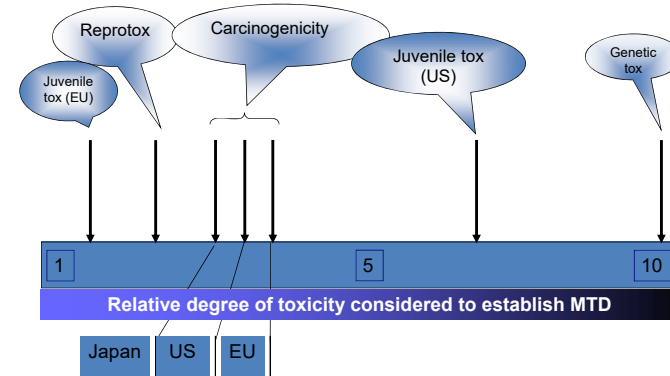 Reprotox
Carcinogenicity
Juvenile
tox (EU)
Juvenile tox
(US)
Genetic
tox
1
5
10
Relative degree of toxicity considered to establish MTD
Japan
US
EU